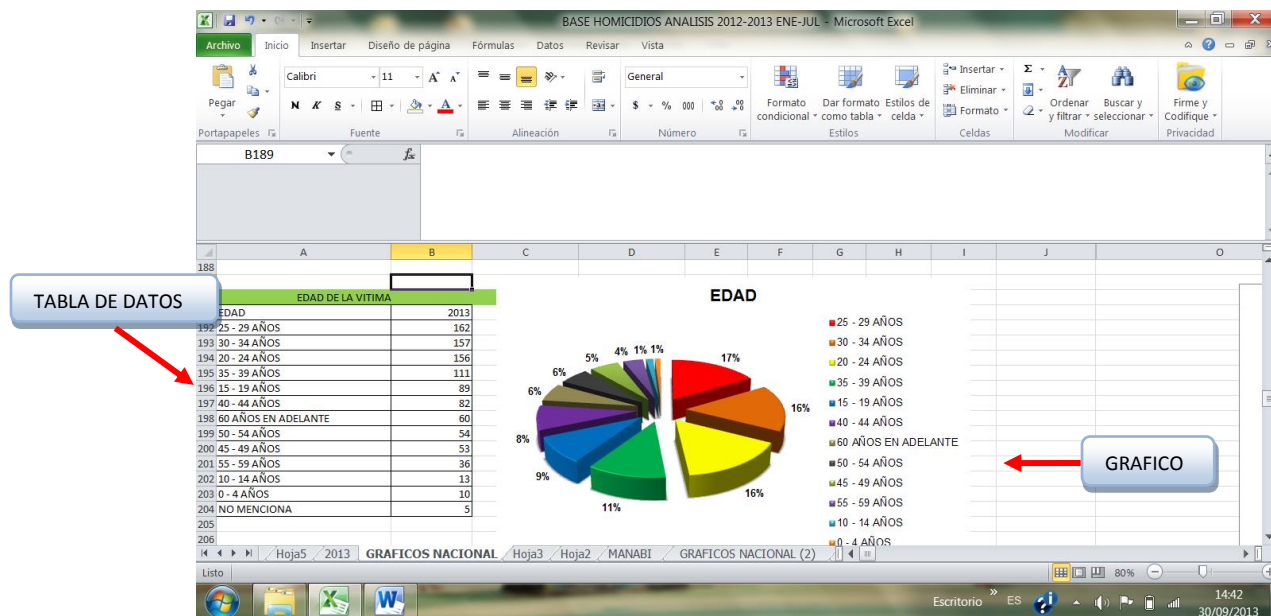 BASE HOMICIDIOS ANALISIS 2012-2013 ENE-JUL - Microsoft Excel
Archivo Inicio Insertar Diseño de página Fórmulas Datos Revisar Vista
Calibri 11 General
Pegar N K S $ % 000
Formato condicional Dar formato como tabla Estilos de celda
Insertar
Eliminar
Formato
Ordenar y filtrar Buscar y seleccionar Firme y Codifique
Portapapeles Fuente Alineación Número Estilos Celdas Modificar Privacidad
B189 fx
A B C D E F G H I J O
188
EDAD DE LA VITIMA
EDAD 2013
192 25 - 29 AÑOS 162
193 30 - 34 AÑOS 157
194 20 - 24 AÑOS 156
195 35 - 39 AÑOS 111
196 15 - 19 AÑOS 89
197 40 - 44 AÑOS 82
198 60 AÑOS EN ADELANTE 60
199 50 - 54 AÑOS 54
200 45 - 49 AÑOS 53
201 55 - 59 AÑOS 36
202 10 - 14 AÑOS 13
203 0 - 4 AÑOS 10
204 NO MENCIONA 5
205
206
TABLA DE DATOS
EDAD
17%
16%
16%
11%
9%
8%
6%
6%
5%
4%
1%
1%
25 - 29 AÑOS
30 - 34 AÑOS
20 - 24 AÑOS
35 - 39 AÑOS
15 - 19 AÑOS
40 - 44 AÑOS
60 AÑOS EN ADELANTE
50 - 54 AÑOS
45 - 49 AÑOS
55 - 59 AÑOS
10 - 14 AÑOS
0 - 4 AÑOS
GRAFICO
Hoja5 2013 GRAFICOS NACIONAL Hoja3 Hoja2 MANABI GRAFICOS NACIONAL (2)
Listo 80%
Escritorio » ES 14:42
30/09/2013